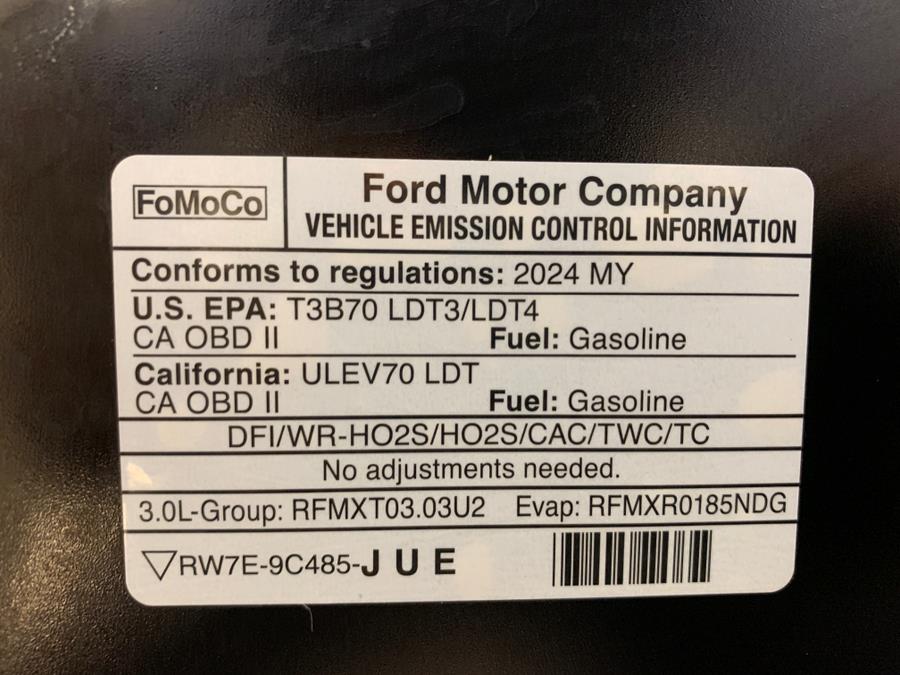 FoMoCo
Ford Motor Company
VEHICLE EMISSION CONTROL INFORMATION
Conforms to regulations: 2024 MY
U.S. EPA: T3B70 LDT3/LDT4
CA OBD II Fuel: Gasoline
California: ULEV70 LDT
CA OBD II Fuel: Gasoline
DFI/WR-HO2S/HO2S/CAC/TWC/TC
No adjustments needed.
3.0L-Group: RFMXT03.03U2 Evap: RFMXR0185NDG
RW7E-9C485-J U E